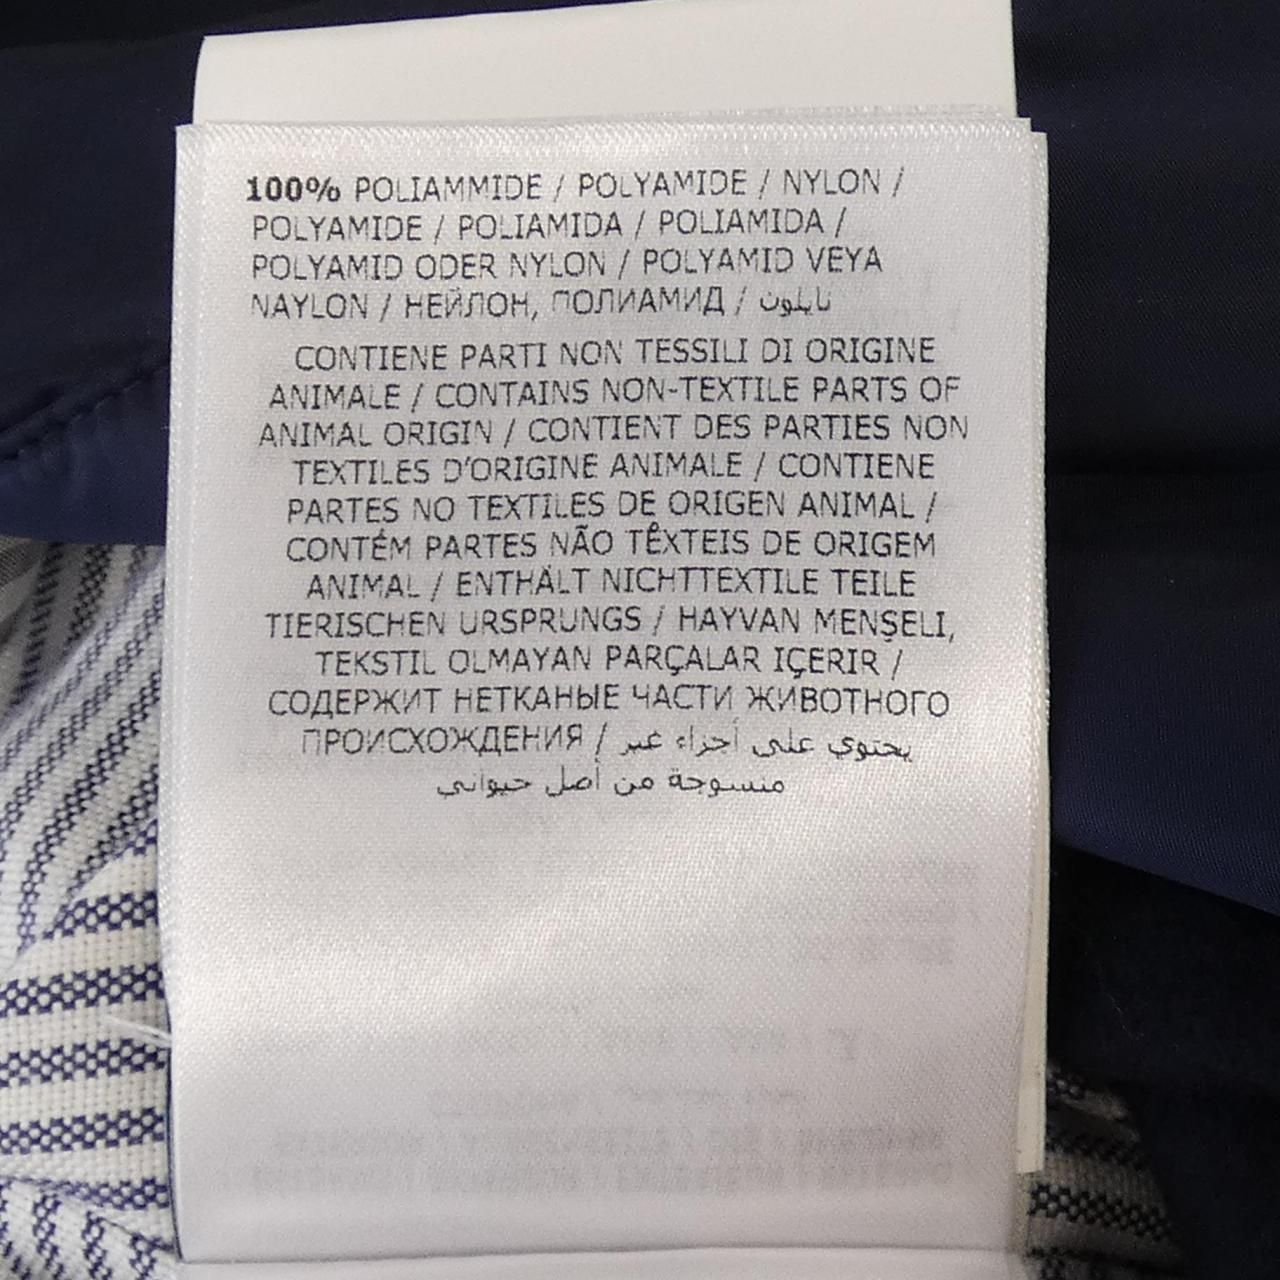 100% POLIAMMIDE / POLYAMIDE / NYLON /
POLYAMIDE / POLIAMIDA / POLIAMIDA /
POLYAMID ODER NYLON / POLYAMID VEYA
NAYLON / НЕЙЛОН, ПОЛИАМИД / نايلون
CONTIENE PARTI NON TESSILI DI ORIGINE
ANIMALE / CONTAINS NON-TEXTILE PARTS OF
ANIMAL ORIGIN / CONTIENT DES PARTIES NON
TEXTILES D'ORIGINE ANIMALE / CONTIENE
PARTES NO TEXTILES DE ORIGEN ANIMAL /
CONTÉM PARTES NÃO TÊXTEIS DE ORIGEM
ANIMAL / ENTHÄLT NICHTTEXTILE TEILE
TIERISCHEN URSPRUNGS / HAYVAN MENŞELİ,
TEKSTIL OLMAYAN PARÇALAR IÇERIR /
СОДЕРЖИТ НЕТКАНЫЕ ЧАСТИ ЖИВОТНОГО
ПРОИСХОЖДЕНИЯ / يحتوي على أجزاء غير
منسوجة من أصل حيواني